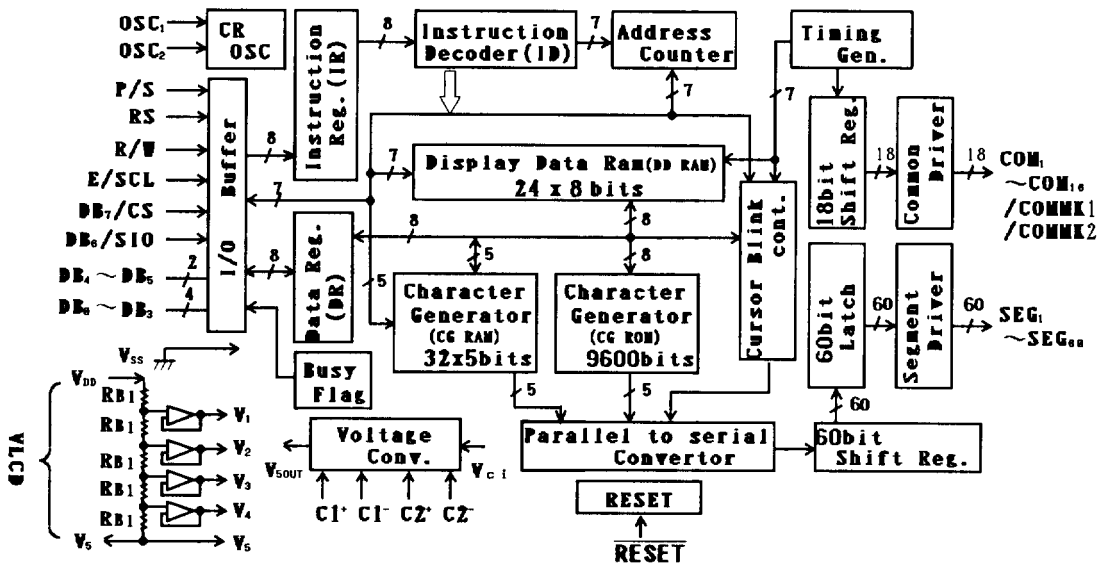 OSC₁
OSC₂
CR
OSC
Instruction
Reg. (IR)
8
Instruction
Decoder(ID)
7
Address
Counter
Timing
Gen.
P/S
RS
R/W
E/SCL
DB₇/CS
DB₆/SIO
DB₄~DB₅
2
4
I/O Buffer
8
7
8
7
7
7
Display Data Ram(DD RAM)
24 x 8bits
8
8
8
5
5
Data Reg.
(DR)
Character
Generator
(CG RAM)
32x5bits
Character
Generator
(CG ROM)
9600bits
Cursor Blink
cont.
18bit
Shift Reg.
18
Common
Driver
18
COM₁
~COM₁₆
/COMMK1
/COMMK2
60bit
Latch
60
Segment
Driver
60
SEG₁
~SEG₆₀
Busy
Flag
5
5
60
Parallel to serial
Convertor
60bit
Shift Reg.
RESET
RESET
Vss
VDD
RB1
RB1
RB1
RB1
RB1
V₁
V₂
V₃
V₄
V₅
V₅
VLCD
Voltage
Conv.
V5OUT
Vci
C1⁺
C1⁻
C2⁺
C2⁻